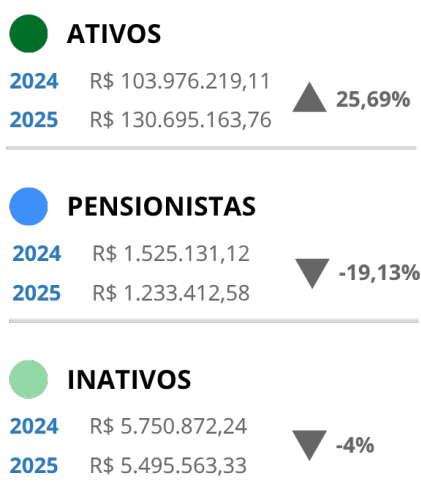 ATIVOS
2024 R$ 103.976.219,11
25,69%
2025 R$ 130.695.163,76
PENSIONISTAS
2024 R$ 1.525.131,12
-19,13%
2025 R$ 1.233.412,58
INATIVOS
2024 R$ 5.750.872,24
-4%
2025 R$ 5.495.563,33